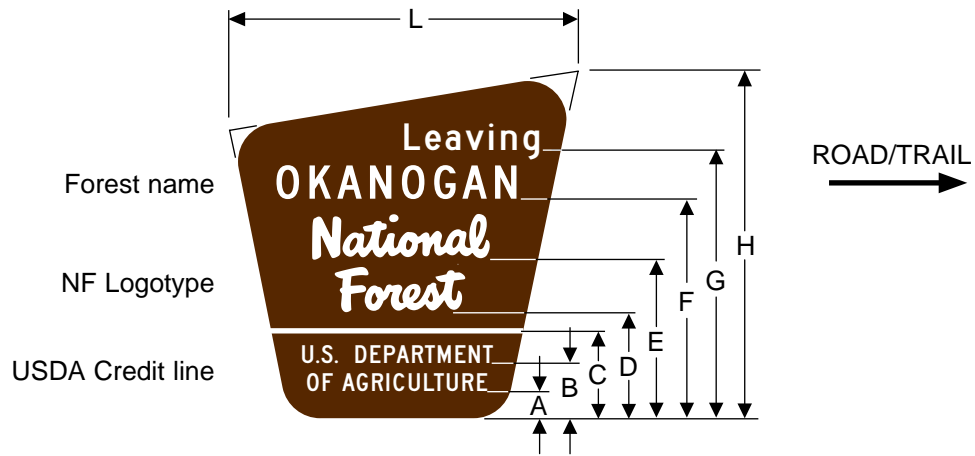 L
Leaving
ROAD/TRAIL
Forest name
OKANOGAN
H
National
G
NF Logotype
Forest
F
E
U.S. DEPARTMENT
D
USDA Credit line
C
B
OF AGRICULTURE
A